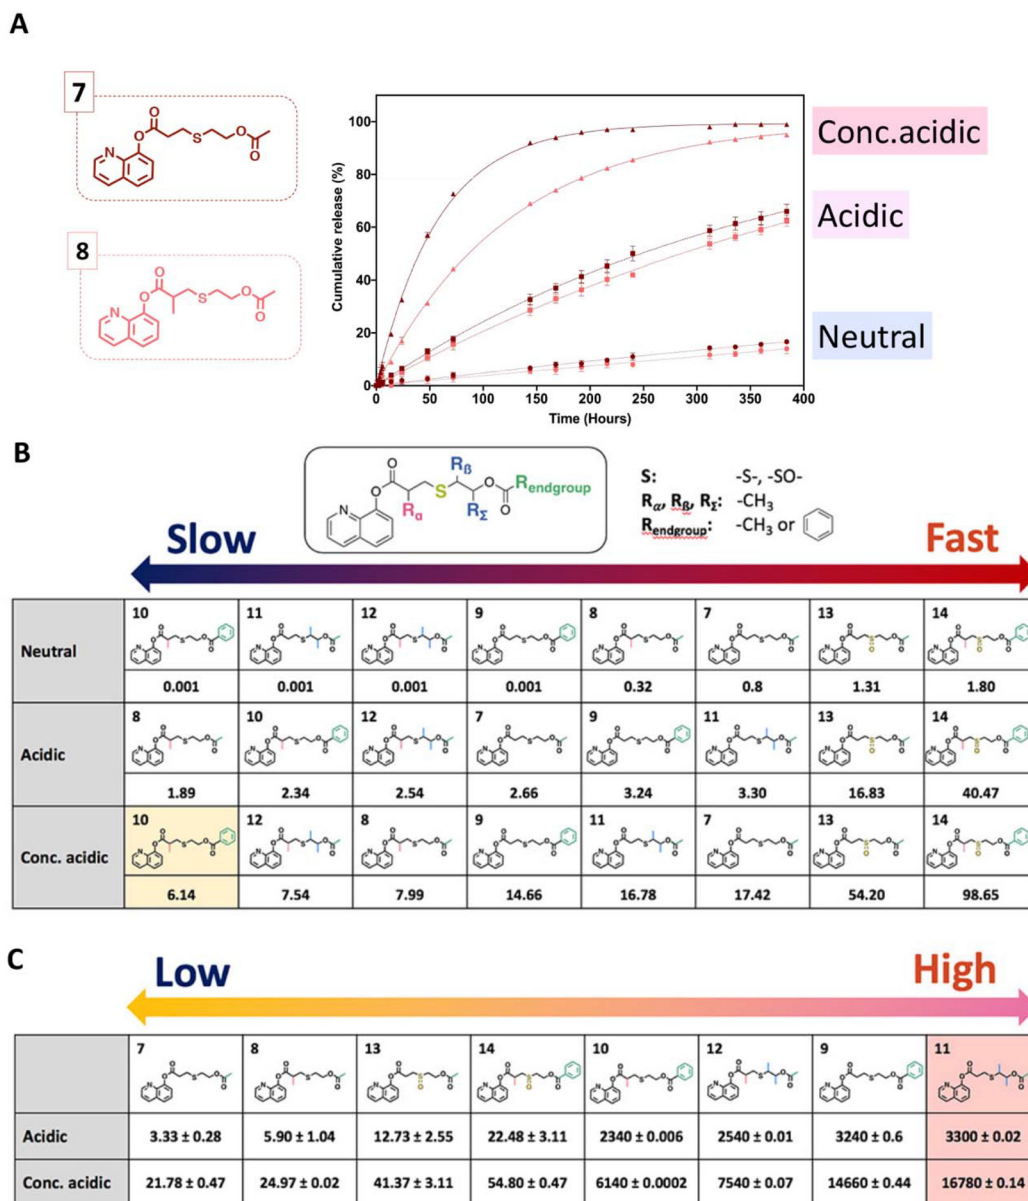 A
7
O
O
S
O
N
O
8
O
O
S
O
N
O
Cumulative release (%)
100
80
60
40
20
0
0 50 100 150 200 250 300 350 400
Time (Hours)
Conc.acidic
Acidic
Neutral
B
O
O
Rα
S
Rß
RΣ
O
O
Rendgroup
N
S: -S-, -SO-
Rα, Rß, RΣ: -CH3
Rendgroup: -CH3 or
Slow Fast
Neutral
10 11 12 9 8 7 13 14
0.001 0.001 0.001 0.001 0.32 0.8 1.31 1.80
Acidic
8 10 12 7 9 11 13 14
1.89 2.34 2.54 2.66 3.24 3.30 16.83 40.47
Conc. acidic
10 12 8 9 11 7 13 14
6.14 7.54 7.99 14.66 16.78 17.42 54.20 98.65
C
Low High
7 8 13 14 10 12 9 11
Acidic 3.33 ± 0.28 5.90 ± 1.04 12.73 ± 2.55 22.48 ± 3.11 2340 ± 0.006 2540 ± 0.01 3240 ± 0.6 3300 ± 0.02
Conc. acidic 21.78 ± 0.47 24.97 ± 0.02 41.37 ± 3.11 54.80 ± 0.47 6140 ± 0.0002 7540 ± 0.07 14660 ± 0.44 16780 ± 0.14